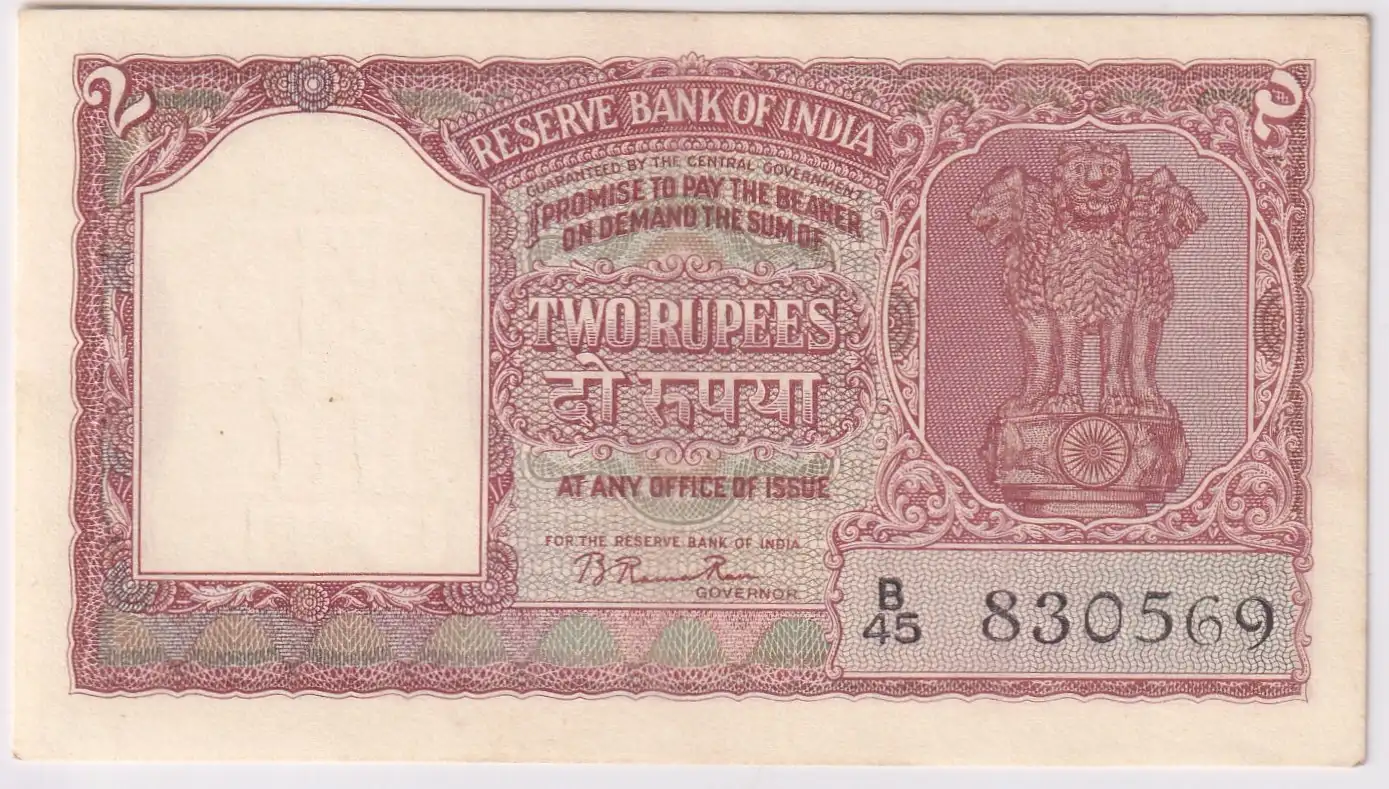 २ २
RESERVE BANK OF INDIA
GUARANTEED BY THE CENTRAL GOVERNMENT
I PROMISE TO PAY THE BEARER
ON DEMAND THE SUM OF
TWO RUPEES
दो रूपया
AT ANY OFFICE OF ISSUE
FOR THE RESERVE BANK OF INDIA
B Rama Rau
GOVERNOR
B
45 830569